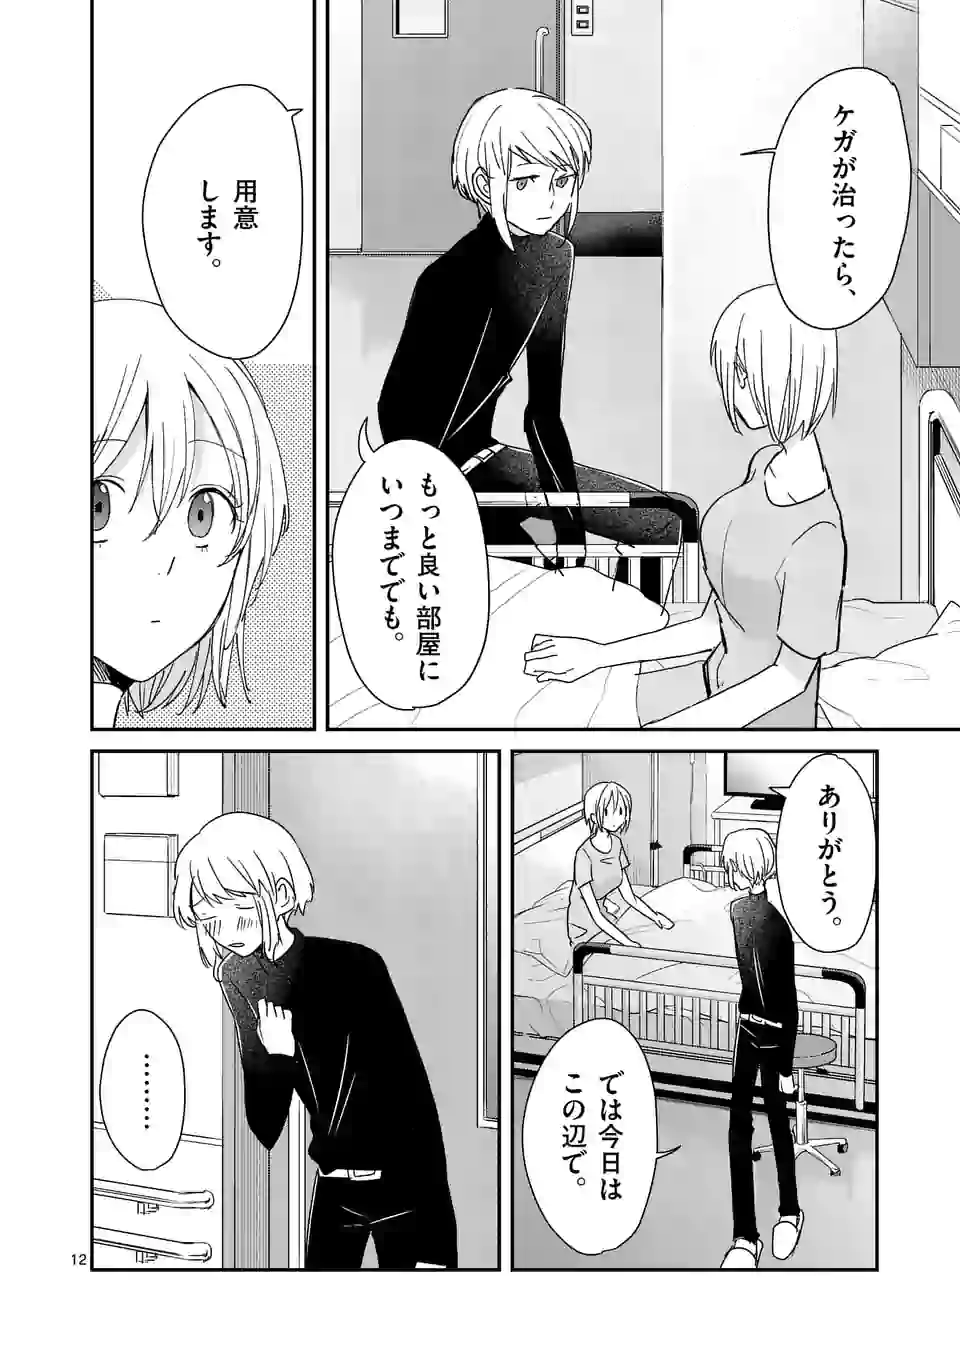 ケガが治ったら、
もっと良い部屋に
いつまででも。
用意
します。
ありがとう。
では今日は
この辺で。
………
12